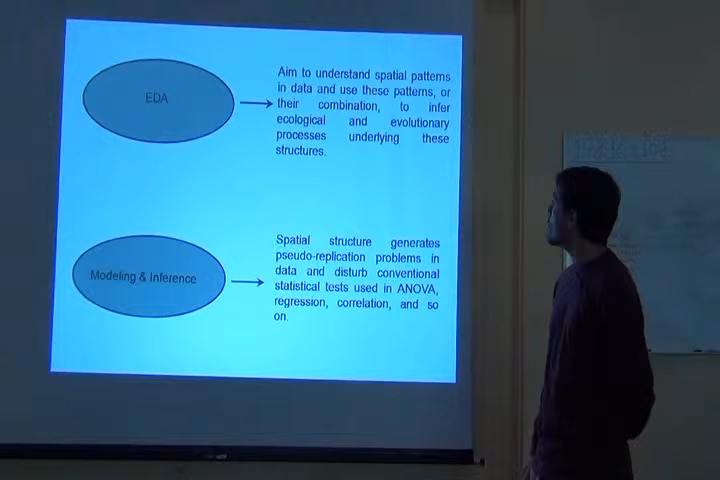 EDA
Aim to understand spatial patterns
in data and use these patterns, or
their combination, to infer
ecological and evolutionary
processes underlying these
structures.
Modeling & Inference
Spatial structure generates
pseudo-replication problems in
data and disturb conventional
statistical tests used in ANOVA,
regression, correlation, and so
on.